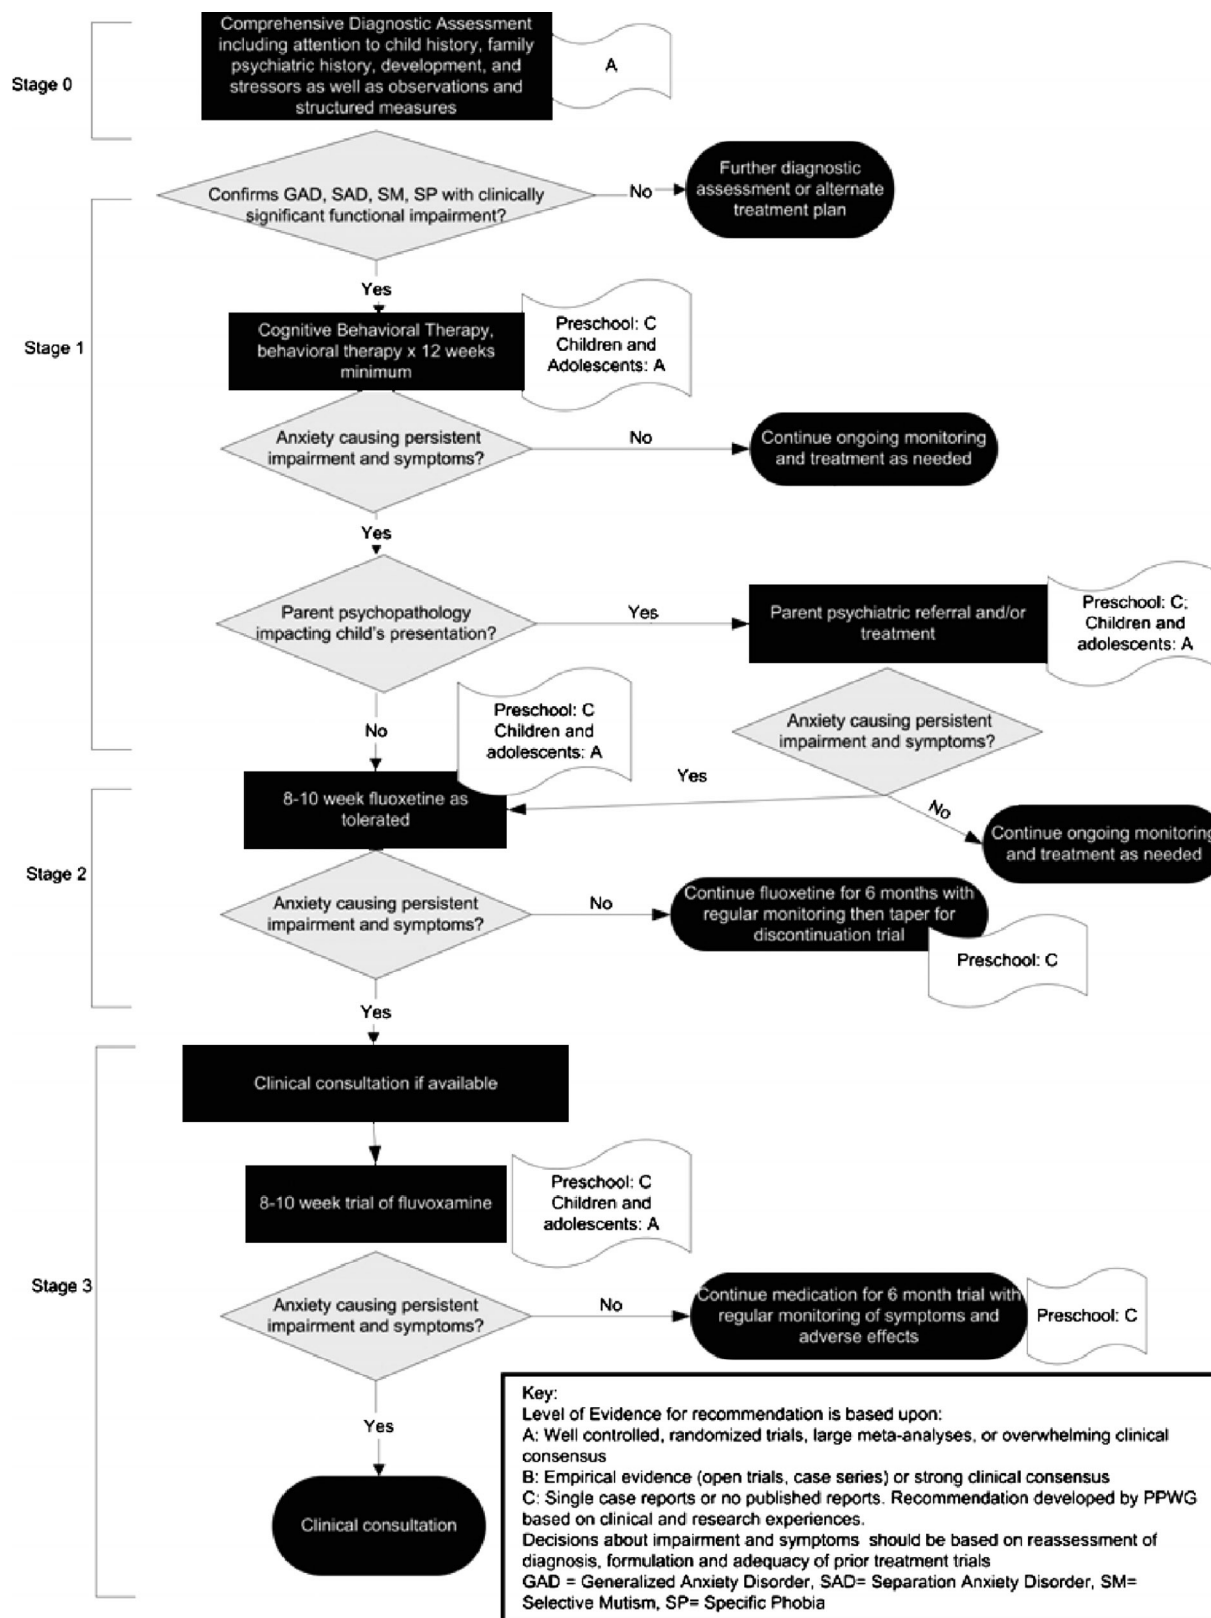 Stage 0
Comprehensive Diagnostic Assessment
including attention to child history, family
psychiatric history, development, and
stressors as well as observations and
structured measures
A
Confirms GAD, SAD, SM, SP with clinically
significant functional impairment?
No
Further diagnostic
assessment or alternate
treatment plan
Yes
Stage 1
Cognitive Behavioral Therapy,
behavioral therapy x 12 weeks
minimum
Preschool: C
Children and
Adolescents: A
Anxiety causing persistent
impairment and symptoms?
No
Continue ongoing monitoring
and treatment as needed
Yes
Parent psychopathology
impacting child's presentation?
Yes
Parent psychiatric referral and/or
treatment
Preschool: C;
Children and
adolescents: A
No
Preschool: C
Children and
adolescents: A
Anxiety causing persistent
impairment and symptoms?
Yes
No
Continue ongoing monitoring
and treatment as needed
Stage 2
8-10 week fluoxetine as
tolerated
Anxiety causing persistent
impairment and symptoms?
No
Continue fluoxetine for 6 months with
regular monitoring then taper for
discontinuation trial
Preschool: C
Yes
Stage 3
Clinical consultation if available
8-10 week trial of fluvoxamine
Preschool: C
Children and
adolescents: A
Anxiety causing persistent
impairment and symptoms?
No
Continue medication for 6 month trial with
regular monitoring of symptoms and
adverse effects
Preschool: C
Yes
Clinical consultation
Key:
Level of Evidence for recommendation is based upon:
A: Well controlled, randomized trials, large meta-analyses, or overwhelming clinical
consensus
B: Empirical evidence (open trials, case series) or strong clinical consensus
C: Single case reports or no published reports. Recommendation developed by PPWG
based on clinical and research experiences.
Decisions about impairment and symptoms should be based on reassessment of
diagnosis, formulation and adequacy of prior treatment trials
GAD = Generalized Anxiety Disorder, SAD= Separation Anxiety Disorder, SM=
Selective Mutism, SP= Specific Phobia